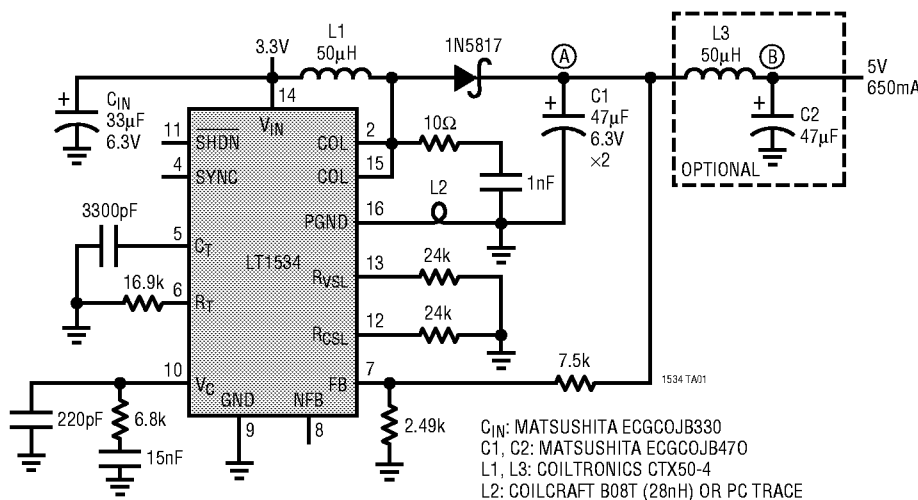 L1
50µH
3.3V
1N5817
A
L3
50µH
B
5V
650mA
+
CIN
33µF
6.3V
14
VIN
11
SHDN
4
SYNC
COL
2
COL
15
10Ω
1nF
+
C1
47µF
6.3V
×2
+
C2
47µF
OPTIONAL
L2
PGND
16
3300pF
5
CT
LT1534
RVSL
13
24k
16.9k
6
RT
RCSL
12
24k
10
VC
FB
7
7.5k
1534 TA01
GND
NFB
9
8
220pF
6.8k
15nF
2.49k
CIN: MATSUSHITA ECGCOJB330
C1, C2: MATSUSHITA ECGCOJB470
L1, L3: COILTRONICS CTX50-4
L2: COILCRAFT B08T (28nH) OR PC TRACE